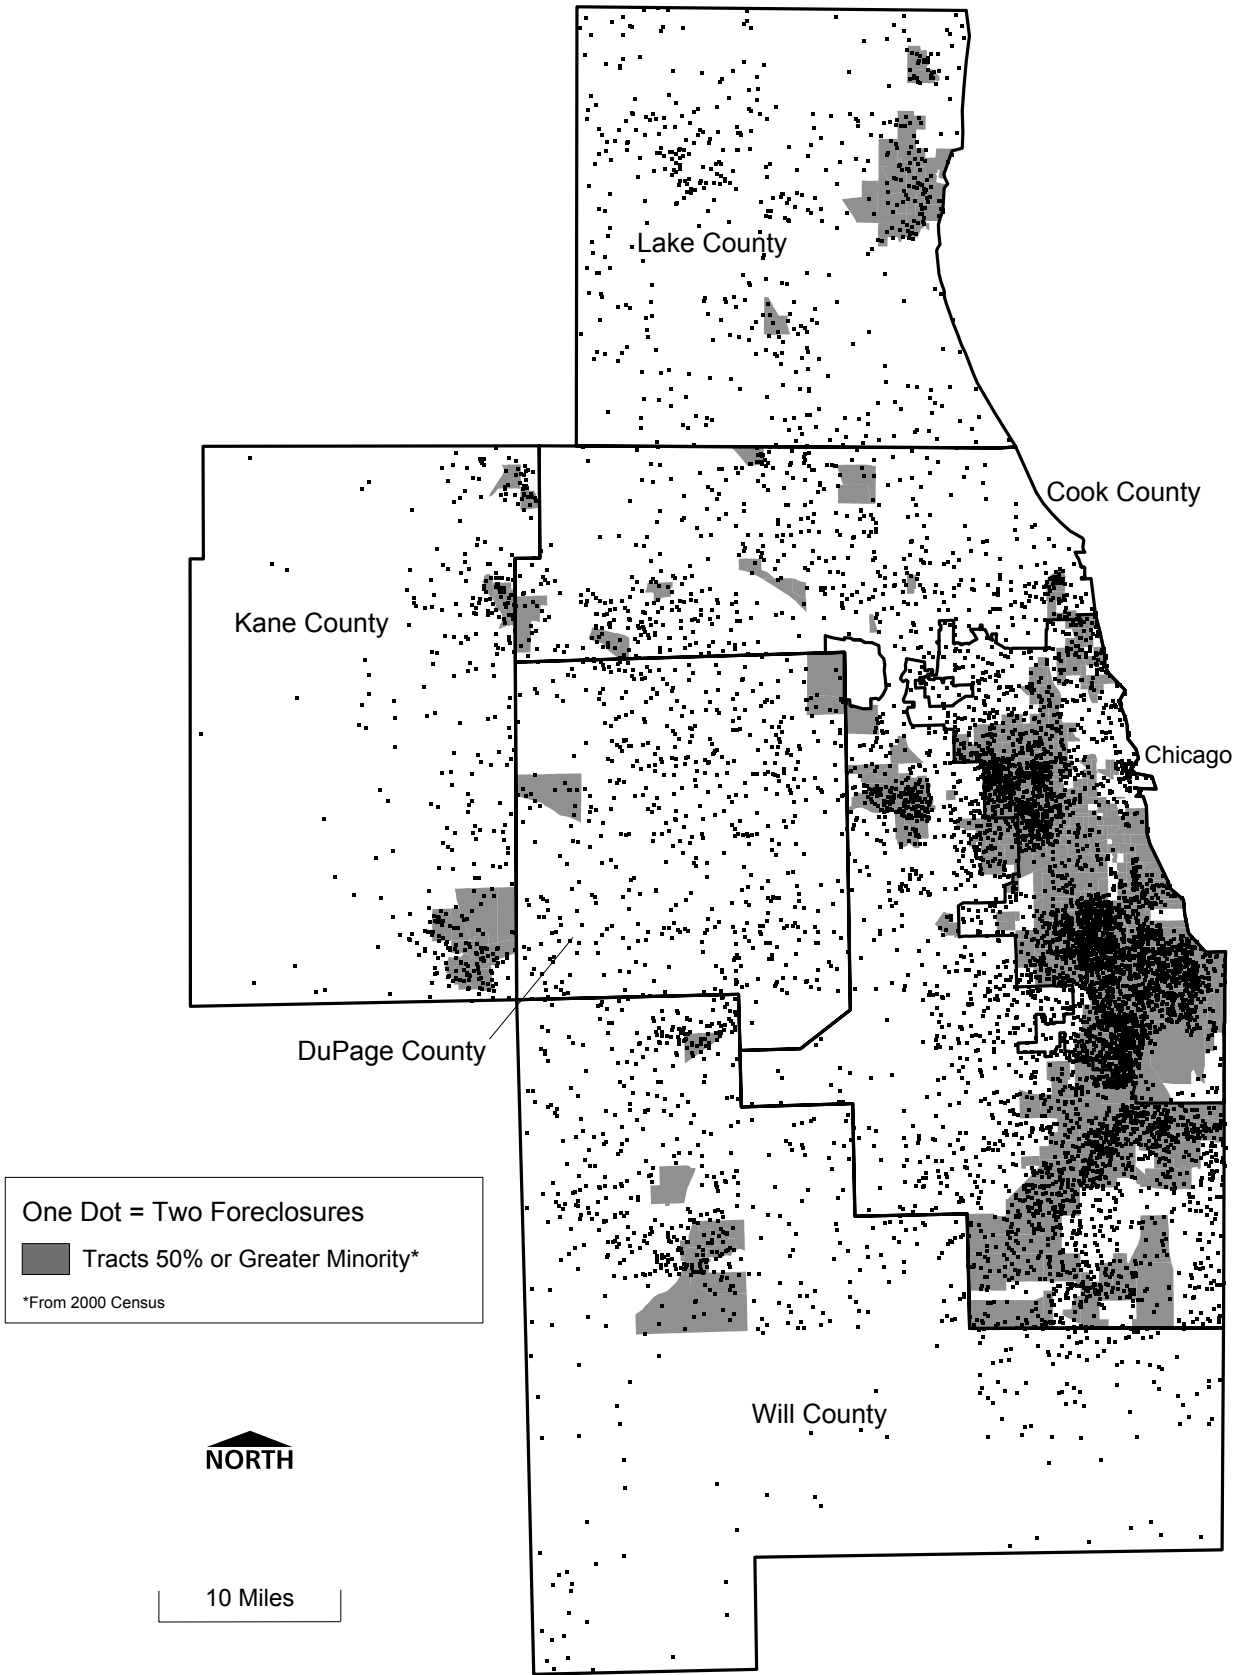 Lake County
Cook County
Kane County
Chicago
DuPage County
One Dot = Two Foreclosures
Tracts 50% or Greater Minority*
*From 2000 Census
Will County
NORTH
10 Miles